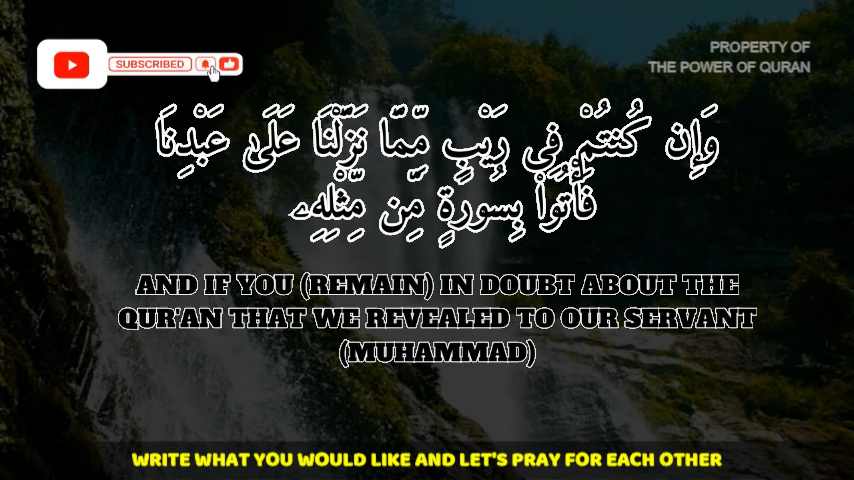 SUBSCRIBED
PROPERTY OF
THE POWER OF QURAN
وَإِن كُنتُمْ فِي رَيْبٍ مِّمَّا نَزَّلْنَا عَلَىٰ عَبْدِنَا
فَأْتُواْ بِسُورَةٍ مِّن مِّثْلِهِۦ
AND IF YOU (REMAIN) IN DOUBT ABOUT THE
QUR'AN THAT WE REVEALED TO OUR SERVANT
(MUHAMMAD)
WRITE WHAT YOU WOULD LIKE AND LET'S PRAY FOR EACH OTHER